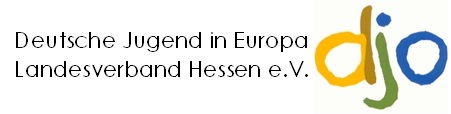 Deutsche Jugend in Europa
Landesverband Hessen e.V.
djo